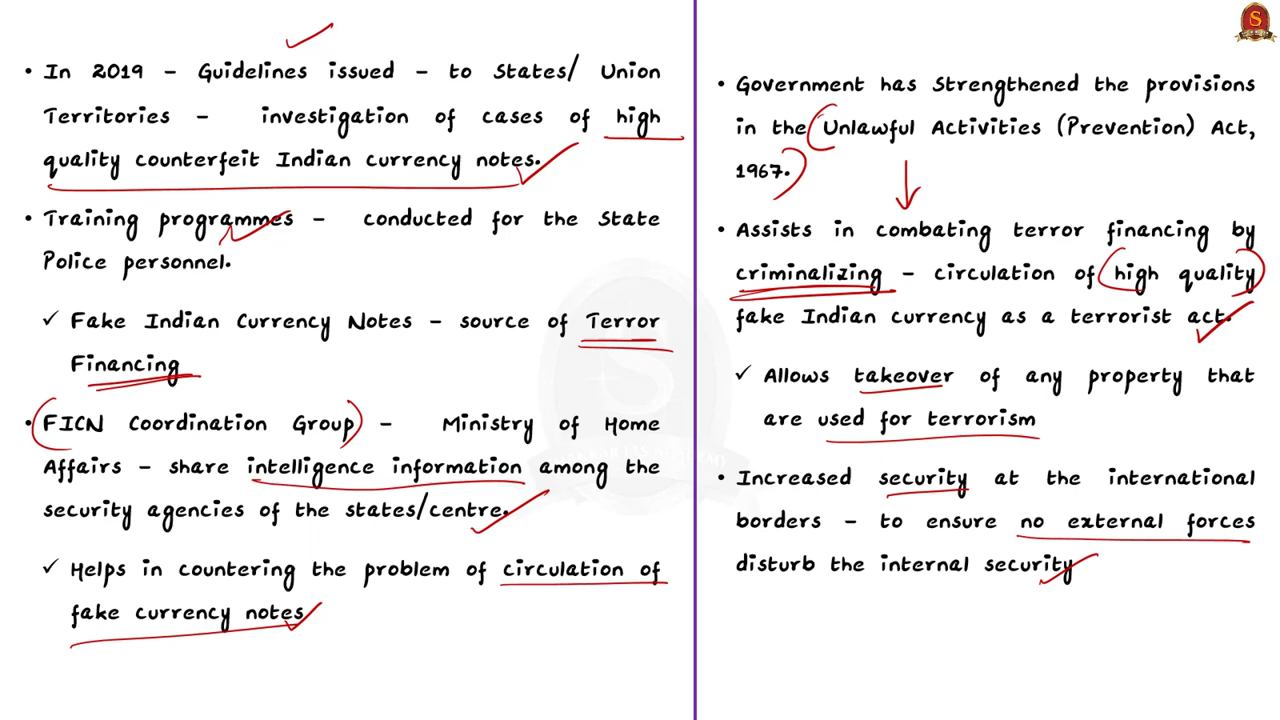 • In 2019 - Guidelines issued - to States/ Union
Territories - investigation of cases of high
quality counterfeit Indian currency notes.
• Training programmes - conducted for the State
Police personnel.
✓ Fake Indian Currency Notes - source of Terror
Financing
• FICN Coordination Group - Ministry of Home
Affairs - share intelligence information among the
security agencies of the states/centre.
✓ Helps in countering the problem of circulation of
fake currency notes
• Government has Strengthened the provisions
in the Unlawful Activities (Prevention) Act,
1967.
• Assists in combating terror financing by
criminalizing - circulation of high quality
fake Indian currency as a terrorist act.
✓ Allows takeover of any property that
are used for terrorism
• Increased security at the international
borders - to ensure no external forces
disturb the internal security